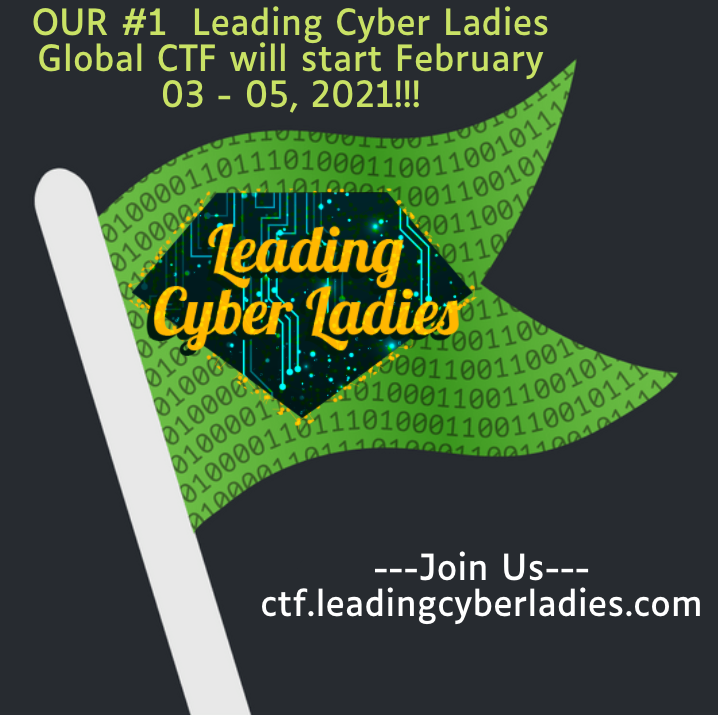 OUR #1 Leading Cyber Ladies
Global CTF will start February
03 - 05, 2021!!!
Leading
Cyber Ladies
---Join Us---
ctf.leadingcyberladies.com